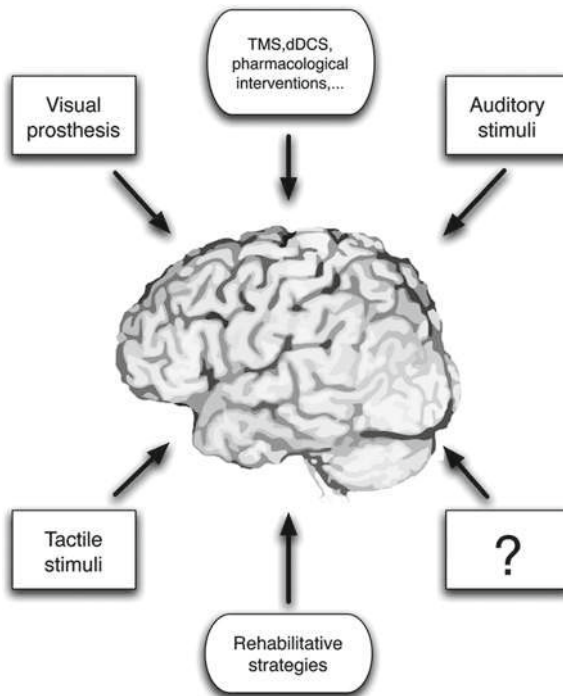 TMS,dDCS,
pharmacological
interventions,...
Visual
prosthesis
Auditory
stimuli
Tactile
stimuli
?
Rehabilitative
strategies